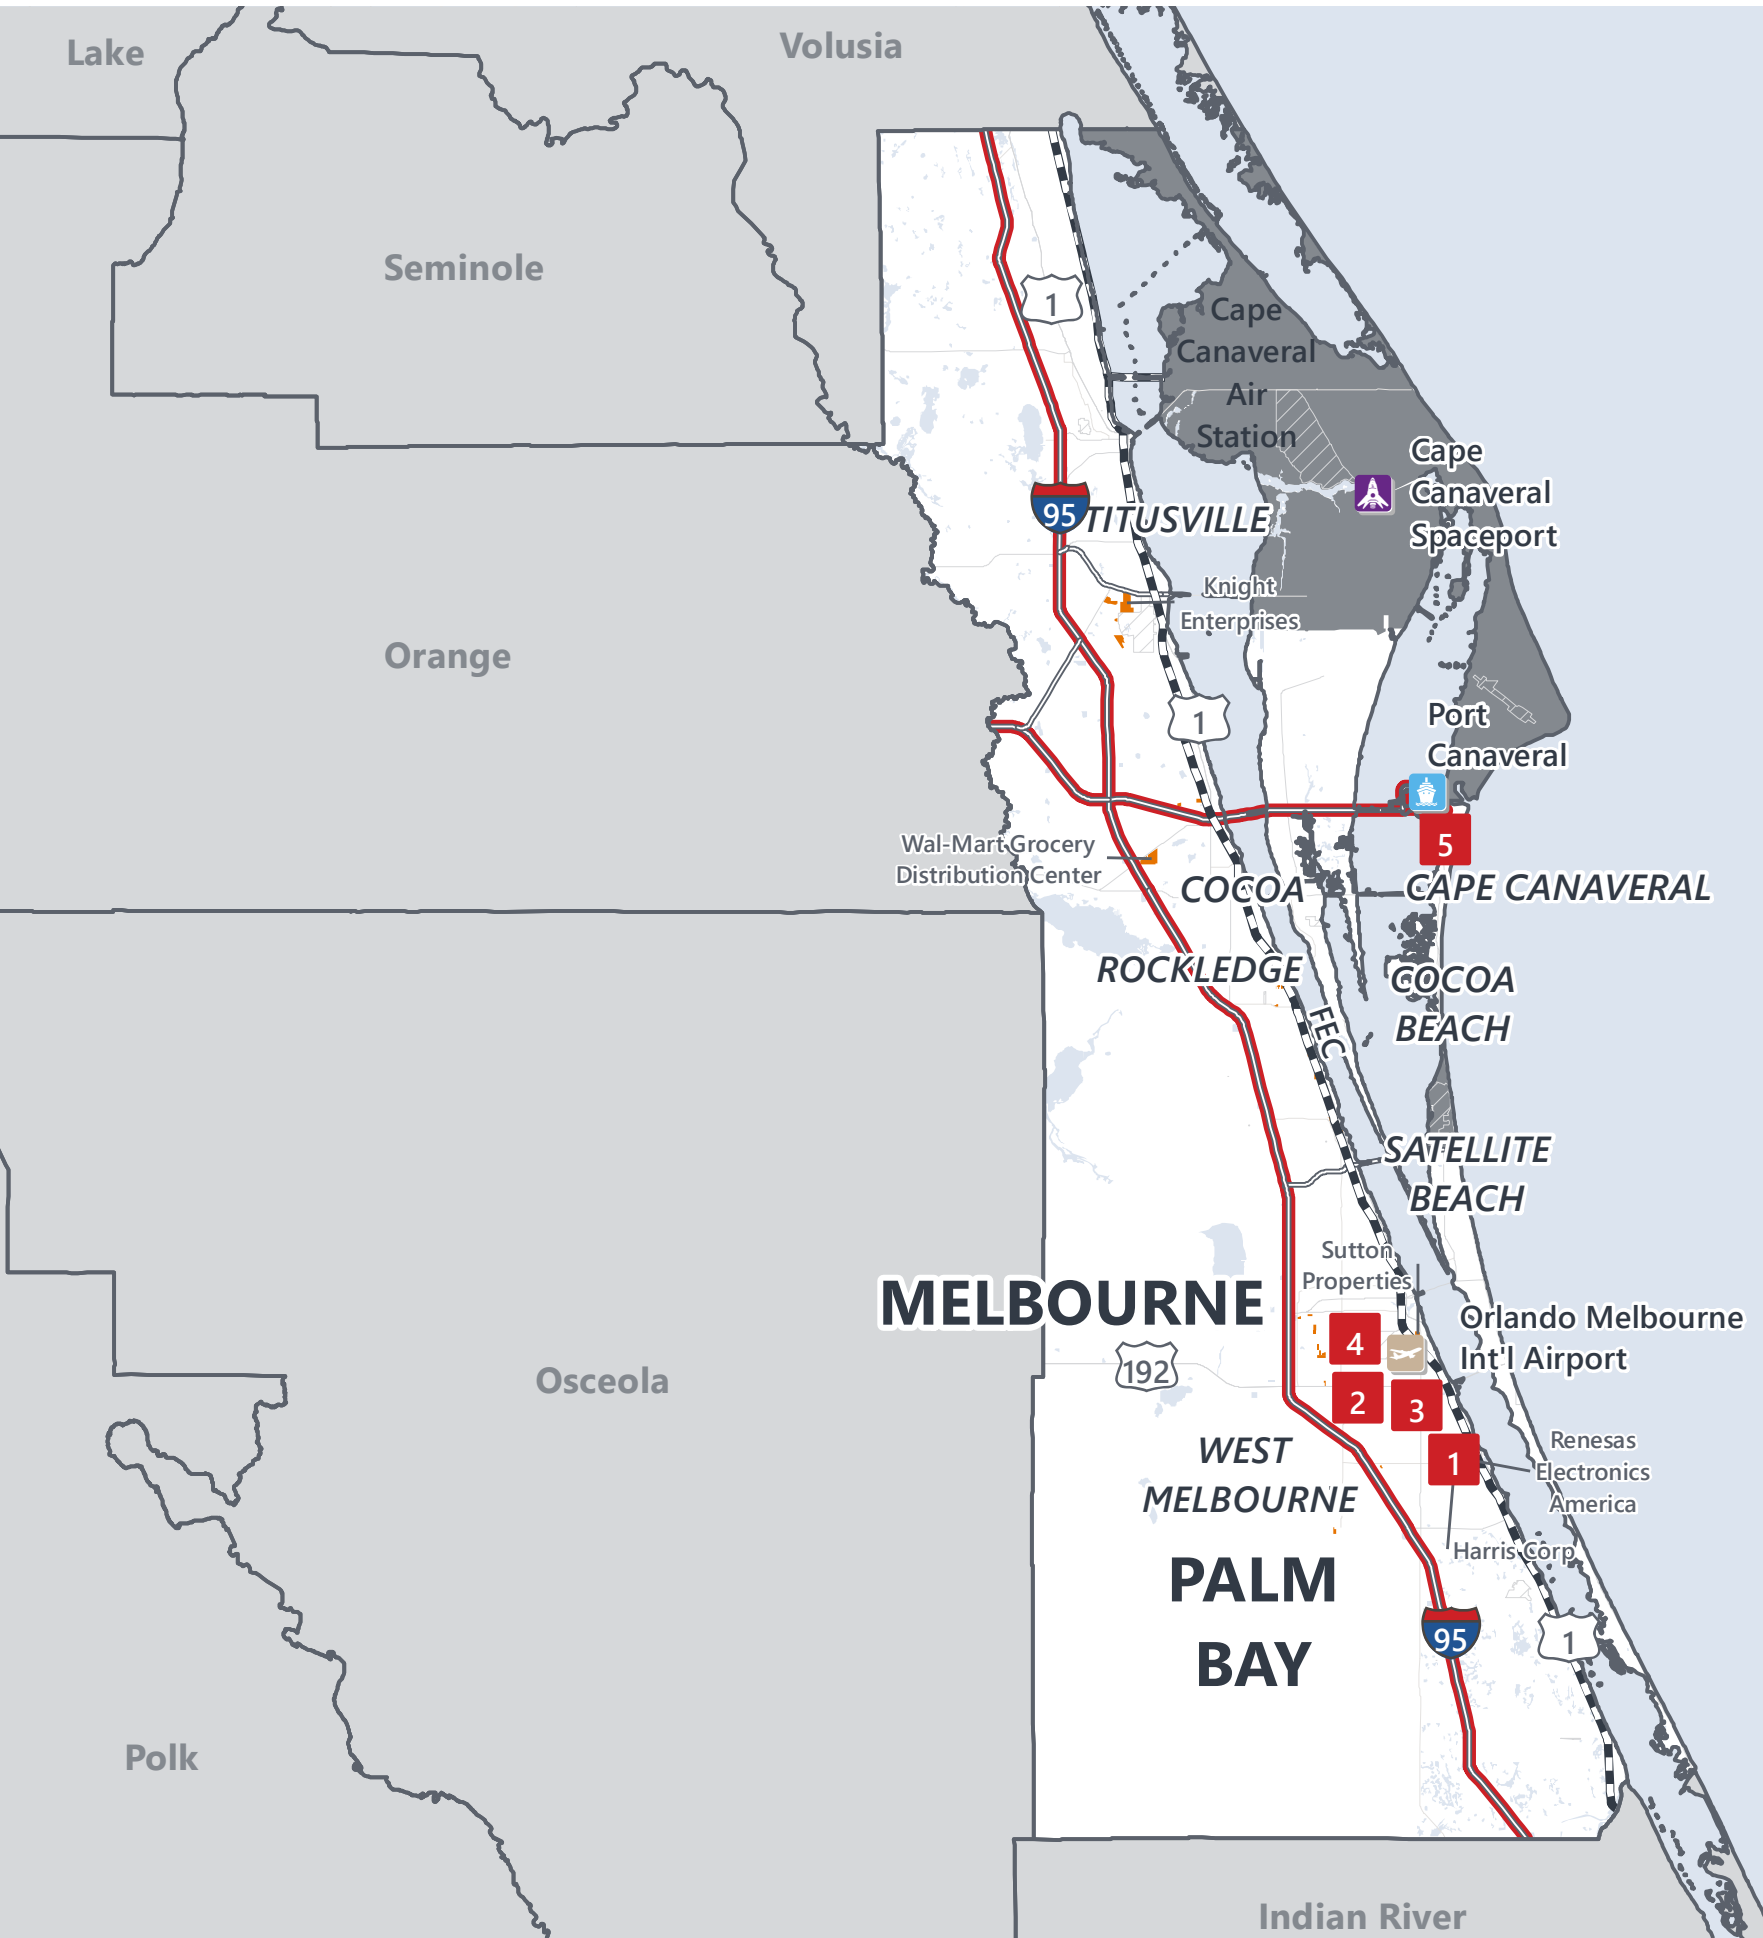 Lake
Volusia
Seminole
1
Cape
Canaveral
Air
Station
Cape
Canaveral
Spaceport
95
TITUSVILLE
Knight
Enterprises
Orange
1
Port
Canaveral
5
Wal-Mart Grocery
Distribution Center
COCOA
CAPE CANAVERAL
ROCKLEDGE
COCOA
BEACH
FEC
SATELLITE
BEACH
Sutton
Properties
MELBOURNE
Orlando Melbourne
Int'l Airport
4
192
Osceola
2
3
WEST
MELBOURNE
1
Renesas
Electronics
America
Harris Corp
PALM
BAY
95
1
Polk
Indian River